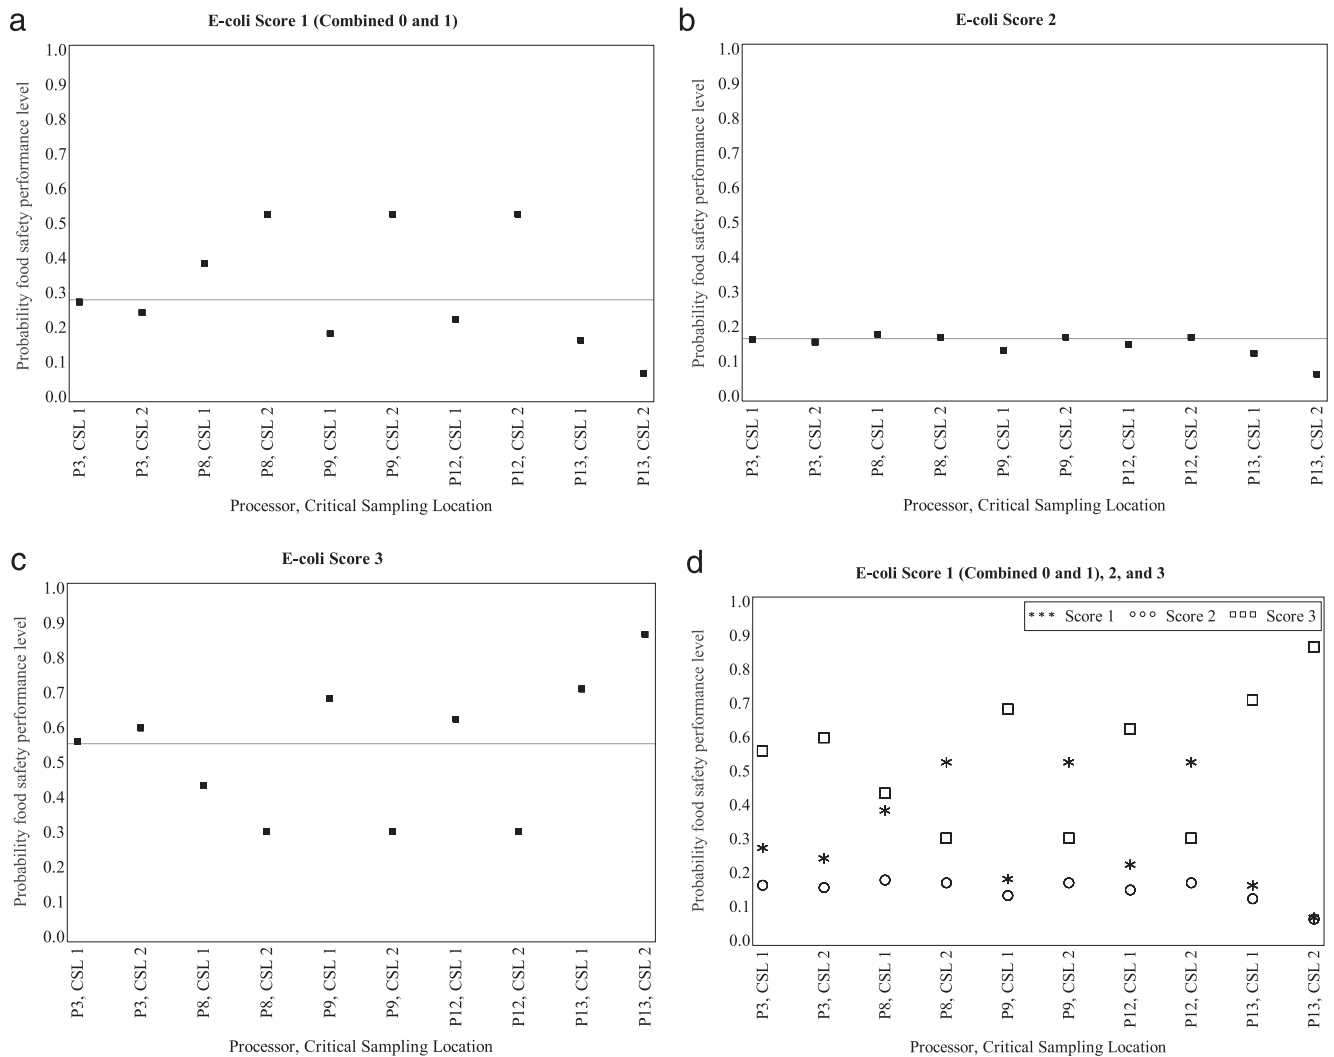 a
E-coli Score 1 (Combined 0 and 1)
Probability food safety performance level
1.0
0.9
0.8
0.7
0.6
0.5
0.4
0.3
0.2
0.1
0.0
P3, CSL 1
P3, CSL 2
P8, CSL 1
P8, CSL 2
P9, CSL 1
P9, CSL 2
P12, CSL 1
P12, CSL 2
P13, CSL 1
P13, CSL 2
Processor, Critical Sampling Location
b
E-coli Score 2
Probability food safety performance level
1.0
0.9
0.8
0.7
0.6
0.5
0.4
0.3
0.2
0.1
0.0
P3, CSL 1
P3, CSL 2
P8, CSL 1
P8, CSL 2
P9, CSL 1
P9, CSL 2
P12, CSL 1
P12, CSL 2
P13, CSL 1
P13, CSL 2
Processor, Critical Sampling Location
c
E-coli Score 3
Probability food safety performance level
1.0
0.9
0.8
0.7
0.6
0.5
0.4
0.3
0.2
0.1
0.0
P3, CSL 1
P3, CSL 2
P8, CSL 1
P8, CSL 2
P9, CSL 1
P9, CSL 2
P12, CSL 1
P12, CSL 2
P13, CSL 1
P13, CSL 2
Processor, Critical Sampling Location
d
E-coli Score 1 (Combined 0 and 1), 2, and 3
Score 1 Score 2 Score 3
Probability food safety performance level
1.0
0.9
0.8
0.7
0.6
0.5
0.4
0.3
0.2
0.1
0.0
P3, CSL 1
P3, CSL 2
P8, CSL 1
P8, CSL 2
P9, CSL 1
P9, CSL 2
P12, CSL 1
P12, CSL 2
P13, CSL 1
P13, CSL 2
Processor, Critical Sampling Location